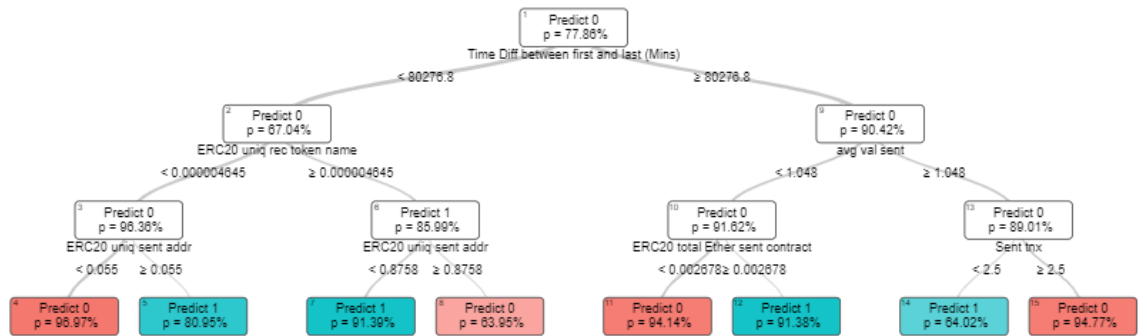 1
Predict 0
p = 77.86%
Time Diff between first and last (Mins)
< 80276.8
≥ 80276.8
2
Predict 0
p = 67.04%
ERC20 uniq rec token name
9
Predict 0
p = 90.42%
avg val sent
< 0.000004645
≥ 0.000004645
< 1.048
≥ 1.048
3
Predict 0
p = 96.36%
ERC20 uniq sent addr
6
Predict 1
p = 85.99%
ERC20 uniq sent addr
10
Predict 0
p = 91.62%
ERC20 total Ether sent contract
13
Predict 0
p = 89.01%
Sent tnx
< 0.055
≥ 0.055
< 0.8758
≥ 0.8758
< 0.002678
≥ 0.002678
< 2.5
≥ 2.5
4
Predict 0
p = 96.97%
5
Predict 1
p = 80.95%
7
Predict 1
p = 91.39%
8
Predict 0
p = 63.95%
11
Predict 0
p = 94.14%
12
Predict 1
p = 91.38%
14
Predict 1
p = 64.02%
15
Predict 0
p = 94.77%